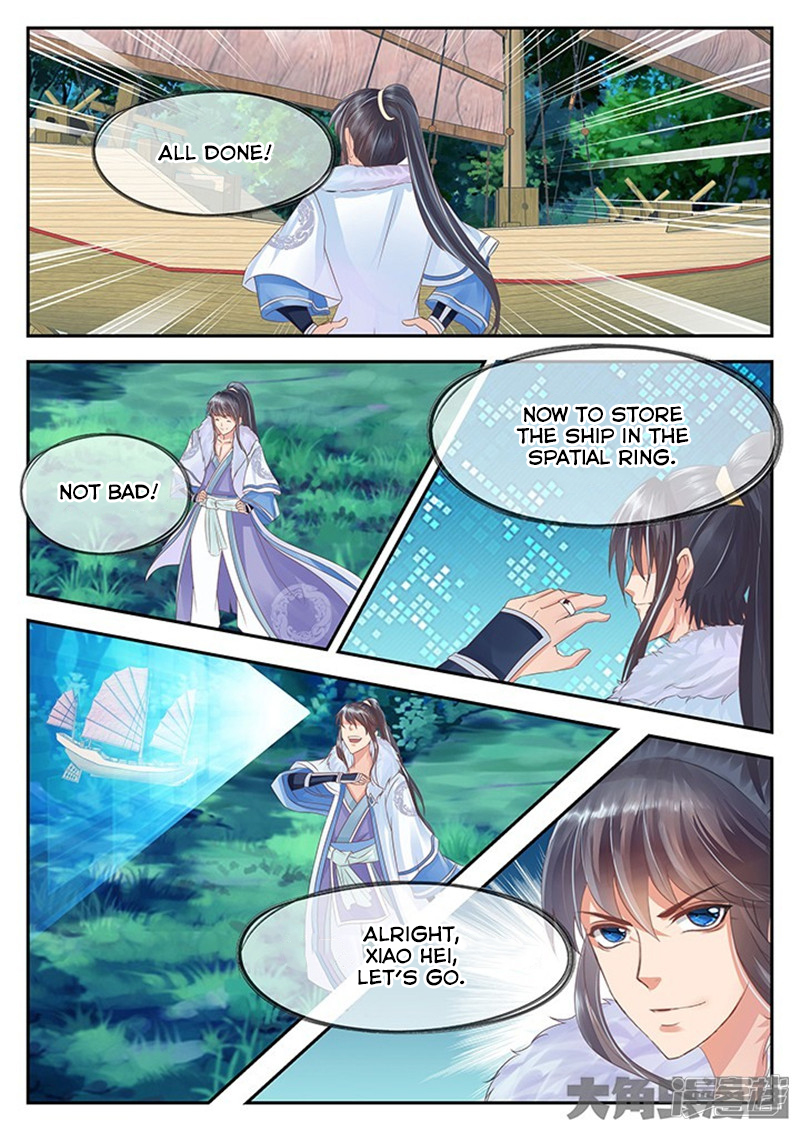 ALL DONE!
NOT BAD!
NOW TO STORE
THE SHIP IN THE
SPATIAL RING.
ALRIGHT,
XIAO HEI,
LET'S GO.
大角虫漫画